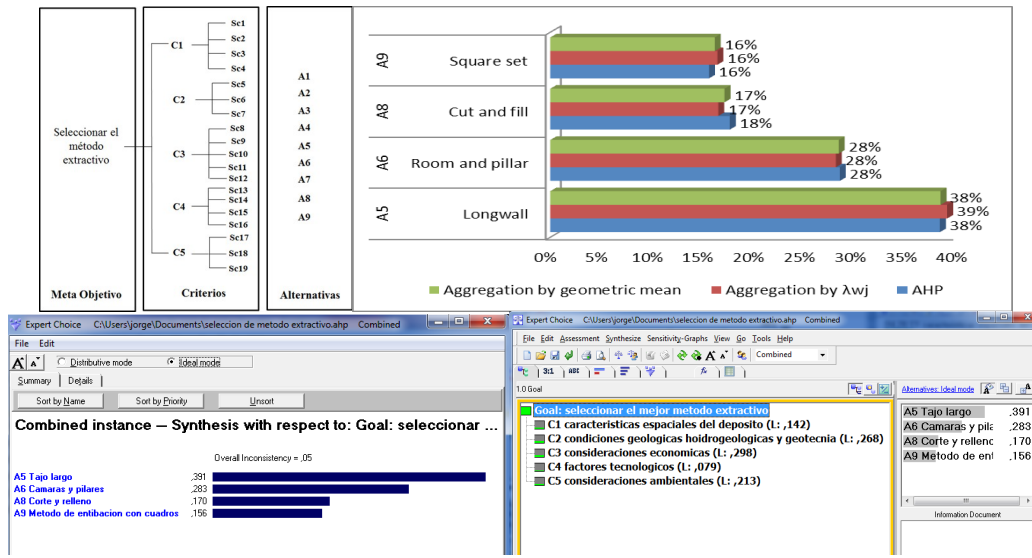 Seleccionar el
método
extractivo
Meta Objetivo
C1
C2
C3
C4
C5
Sc1
Sc2
Sc3
Sc4
Sc5
Sc6
Sc7
Sc8
Sc9
Sc10
Sc11
Sc12
Sc13
Sc14
Sc15
Sc16
Sc17
Sc18
Sc19
Criterios
A1
A2
A3
A4
A5
A6
A7
A8
A9
Alternativas
A9 Square set 16% 16% 16%
A8 Cut and fill 17% 17% 18%
A6 Room and pillar 28% 28% 28%
A5 Longwall 38% 39% 38%
0% 5% 10% 15% 20% 25% 30% 35% 40%
Aggregation by geometric mean Aggregation by λwj AHP
Expert Choice C:\Users\jorge\Documents\seleccion de metodo extractivo.ahp Combined
File Edit
A A Distributive mode Ideal mode
Summary Details
Sort by Name Sort by Priority Unsort
Combined instance -- Synthesis with respect to: Goal: seleccionar ...
Overall Inconsistency = ,05
A5 Tajo largo ,391
A6 Camaras y pilares ,283
A8 Corte y relleno ,170
A9 Metodo de entibacion con cuadros ,156
Expert Choice C:\Users\jorge\Documents\seleccion de metodo extractivo.ahp Combined
File Edit Assessment Synthesize Sensitivity-Graphs View Go Tools Help
A A Combined
3:1 ABC
1.0 Goal
Goal: seleccionar el mejor metodo extractivo
C1 caracteristicas espaciales del deposito (L: ,142)
C2 condiciones geologicas hoidrogeologicas y geotecnia (L: ,268)
C3 consideraciones economicas (L: ,298)
C4 factores tecnologicos (L: ,079)
C5 consideraciones ambientales (L: ,213)
Alternatives: Ideal mode
A5 Tajo largo ,391
A6 Camaras y pila ,283
A8 Corte y rellenc ,170
A9 Metodo de enti ,156
Information Document